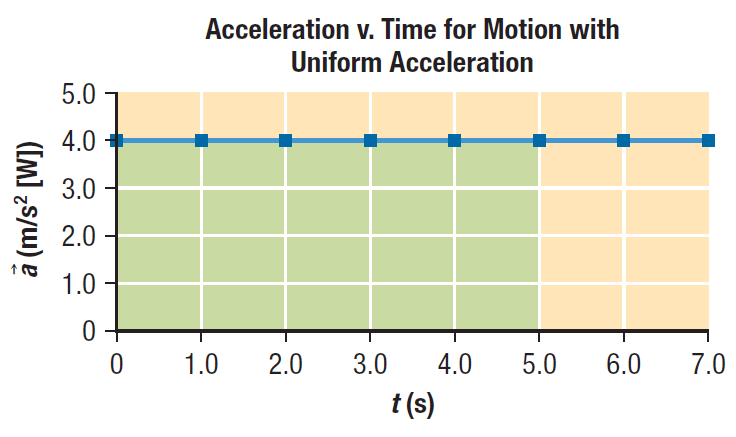 Acceleration v. Time for Motion with
Uniform Acceleration
5.0
4.0
3.0
2.0
1.0
0
a⃗ (m/s² [W])
0 1.0 2.0 3.0 4.0 5.0 6.0 7.0
t (s)